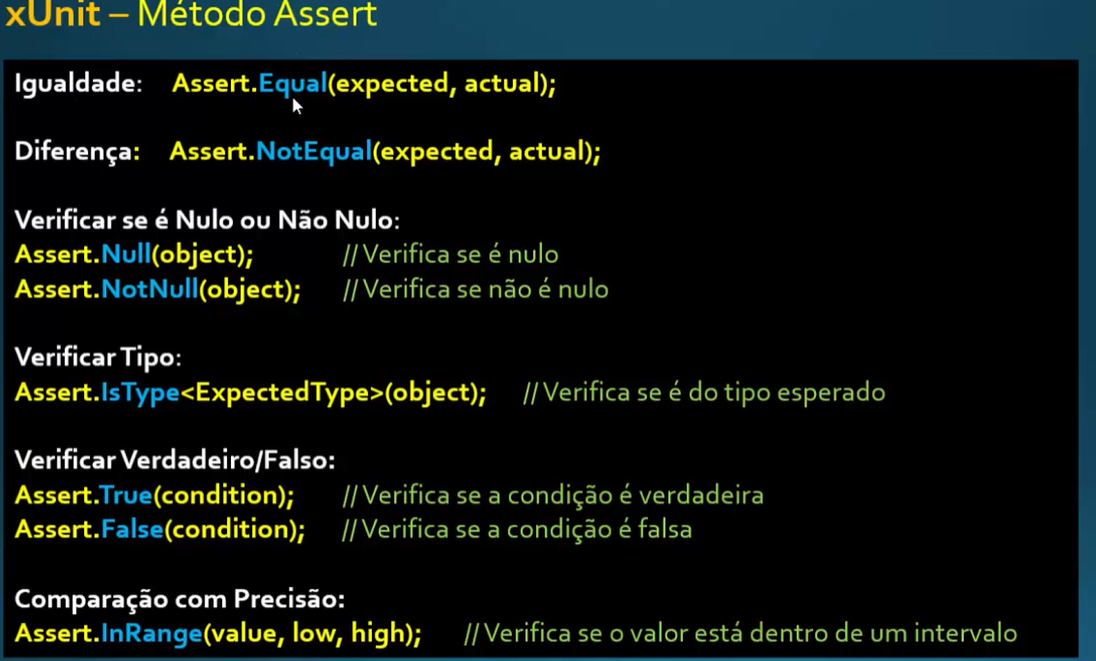 xUnit – Método Assert
Igualdade: Assert.Equal(expected, actual);
Diferença: Assert.NotEqual(expected, actual);
Verificar se é Nulo ou Não Nulo:
Assert.Null(object); // Verifica se é nulo
Assert.NotNull(object); // Verifica se não é nulo
Verificar Tipo:
Assert.IsType<ExpectedType>(object); // Verifica se é do tipo esperado
Verificar Verdadeiro/Falso:
Assert.True(condition); // Verifica se a condição é verdadeira
Assert.False(condition); // Verifica se a condição é falsa
Comparação com Precisão:
Assert.InRange(value, low, high); // Verifica se o valor está dentro de um intervalo